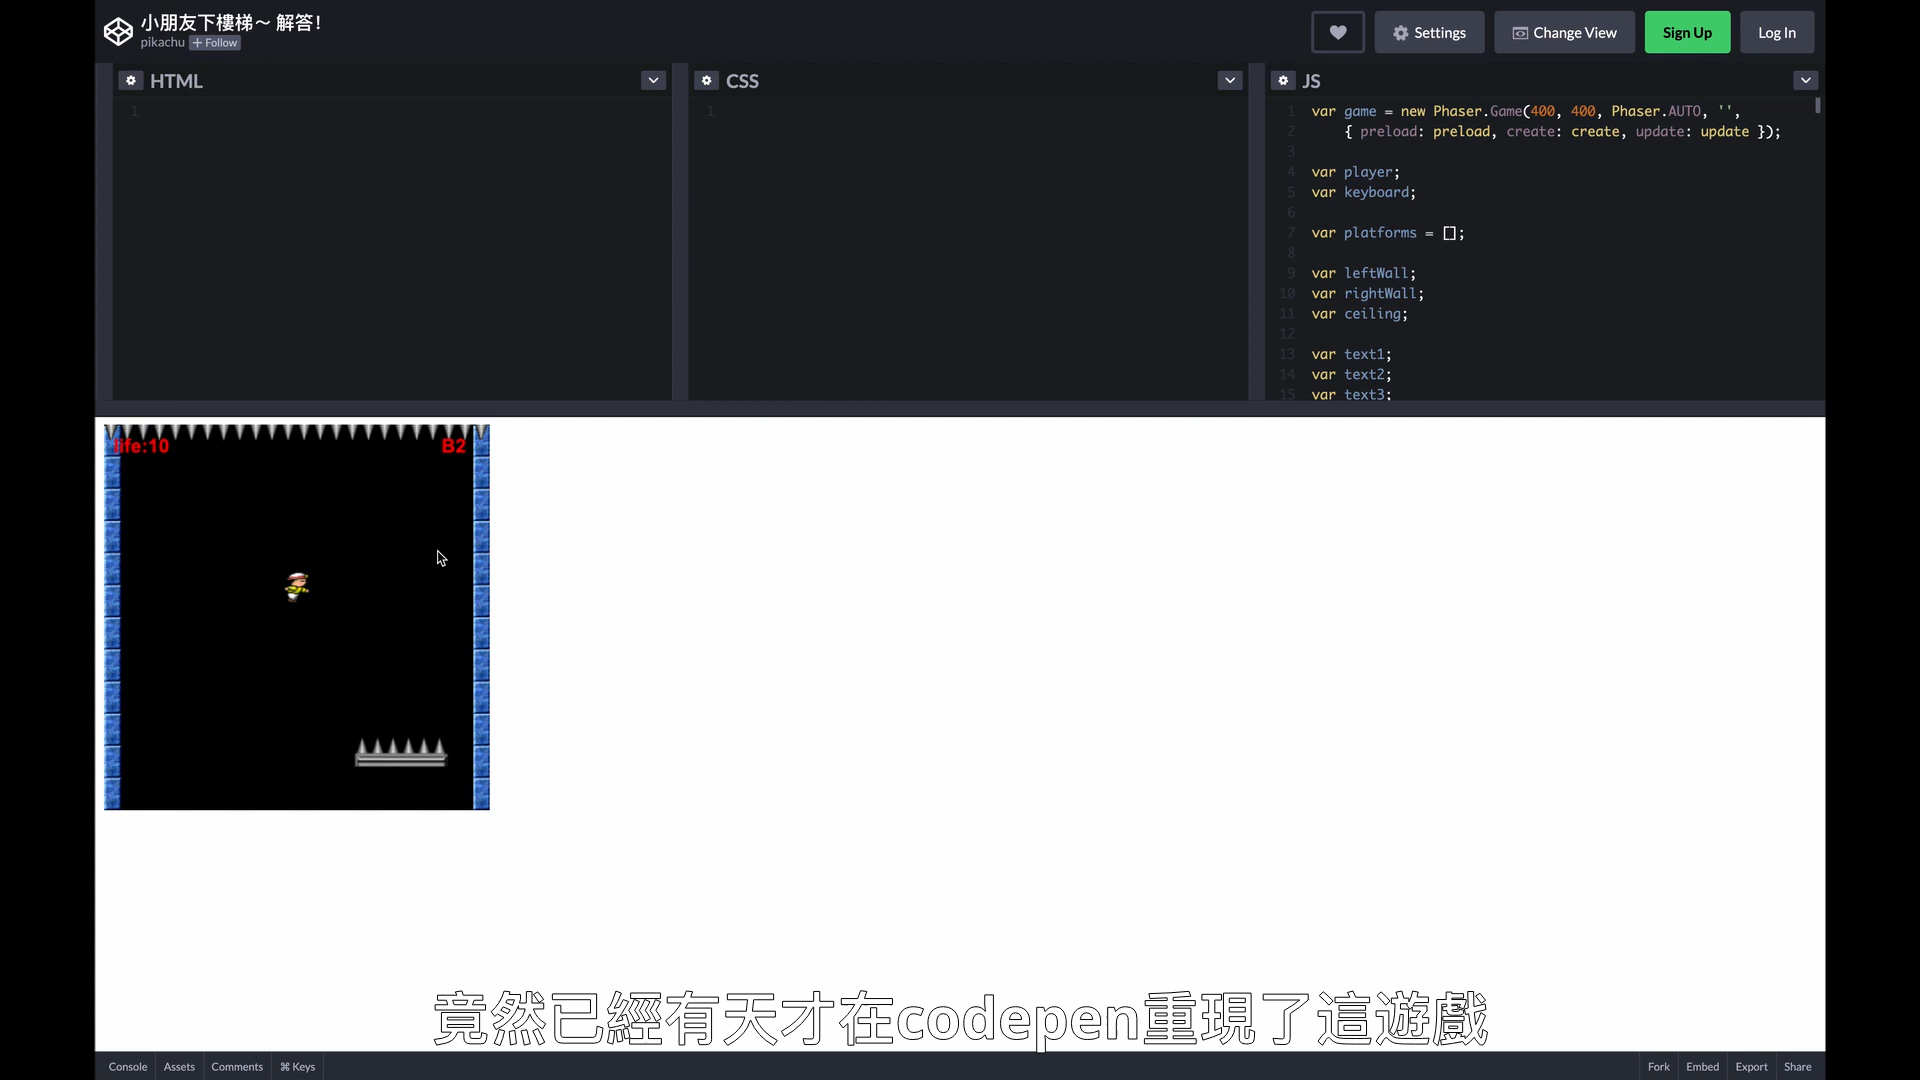 小朋友下樓梯～ 解答！
pikachu + Follow
Settings
Change View
Sign Up
Log In
HTML
1
CSS
1
JS
1 var game = new Phaser.Game(400, 400, Phaser.AUTO, '',
2 { preload: preload, create: create, update: update });
3
4 var player;
5 var keyboard;
6
7 var platforms = [];
8
9 var leftWall;
10 var rightWall;
11 var ceiling;
12
13 var text1;
14 var text2;
15 var text3;
life:10
B2
竟然已經有天才在codepen重現了這遊戲
Console
Assets
Comments
⌘ Keys
Fork
Embed
Export
Share